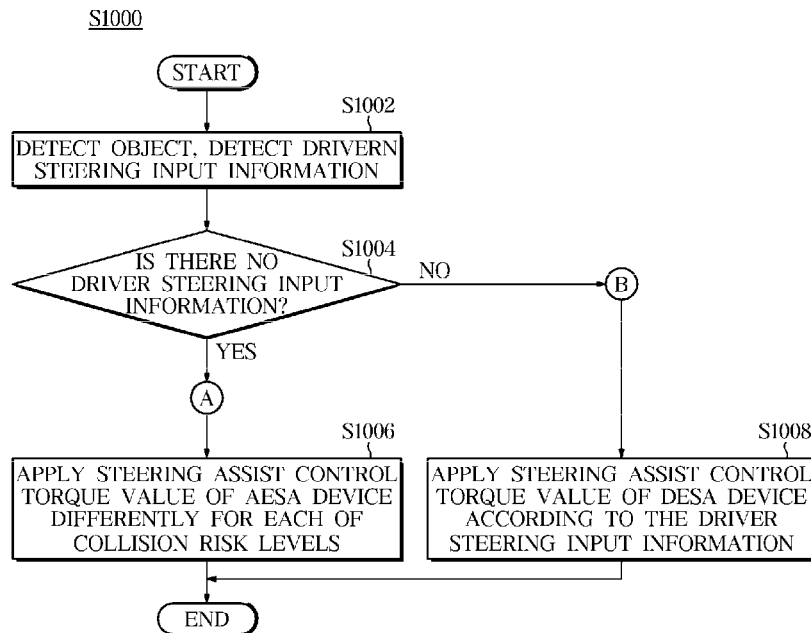 S1000
START
S1002
DETECT OBJECT, DETECT DRIVERN
STEERING INPUT INFORMATION
S1004
IS THERE NO
DRIVER STEERING INPUT
INFORMATION?
NO
B
YES
A
S1006
APPLY STEERING ASSIST CONTROL
TORQUE VALUE OF AESA DEVICE
DIFFERENTLY FOR EACH OF
COLLISION RISK LEVELS
S1008
APPLY STEERING ASSIST CONTROL
TORQUE VALUE OF DESA DEVICE
ACCORDING TO THE DRIVER
STEERING INPUT INFORMATION
END